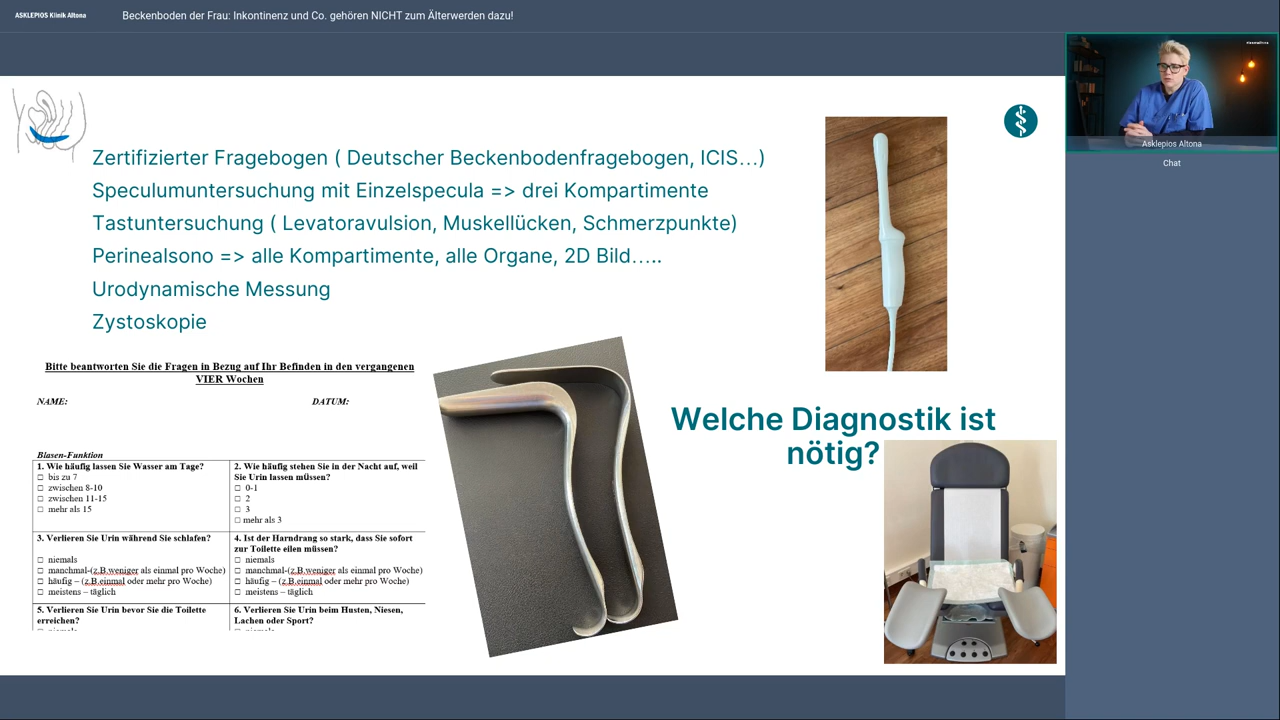 ASKLEPIOS Klinik Altona
Beckenboden der Frau: Inkontinenz und Co. gehören NICHT zum Älterwerden dazu!
Asklepios Altona
Chat
Zertifizierter Fragebogen ( Deutscher Beckenbodenfragebogen, ICIS...)
Speculumuntersuchung mit Einzelspecula => drei Kompartimente
Tastuntersuchung ( Levatoravulsion, Muskellücken, Schmerzpunkte)
Perinealsono => alle Kompartimente, alle Organe, 2D Bild…..
Urodynamische Messung
Zystoskopie
Bitte beantworten Sie die Fragen in Bezug auf Ihr Befinden in den vergangenen
VIER Wochen
NAME: DATUM:
Blasen-Funktion
1. Wie häufig lassen Sie Wasser am Tage?
□ bis zu 7
□ zwischen 8-10
□ zwischen 11-15
□ mehr als 15
2. Wie häufig stehen Sie in der Nacht auf, weil
Sie Urin lassen müssen?
□ 0-1
□ 2
□ 3
□ mehr als 3
3. Verlieren Sie Urin während Sie schlafen?
□ niemals
□ manchmal-(z.B.weniger als einmal pro Woche)
□ häufig – (z.B.einmal oder mehr pro Woche)
□ meistens – täglich
4. Ist der Harndrang so stark, dass Sie sofort
zur Toilette eilen müssen?
□ niemals
□ manchmal-(z.B.weniger als einmal pro Woche)
□ häufig – (z.B.einmal oder mehr pro Woche)
□ meistens – täglich
5. Verlieren Sie Urin bevor Sie die Toilette
erreichen?
6. Verlieren Sie Urin beim Husten, Niesen,
Lachen oder Sport?
Welche Diagnostik ist
nötig?